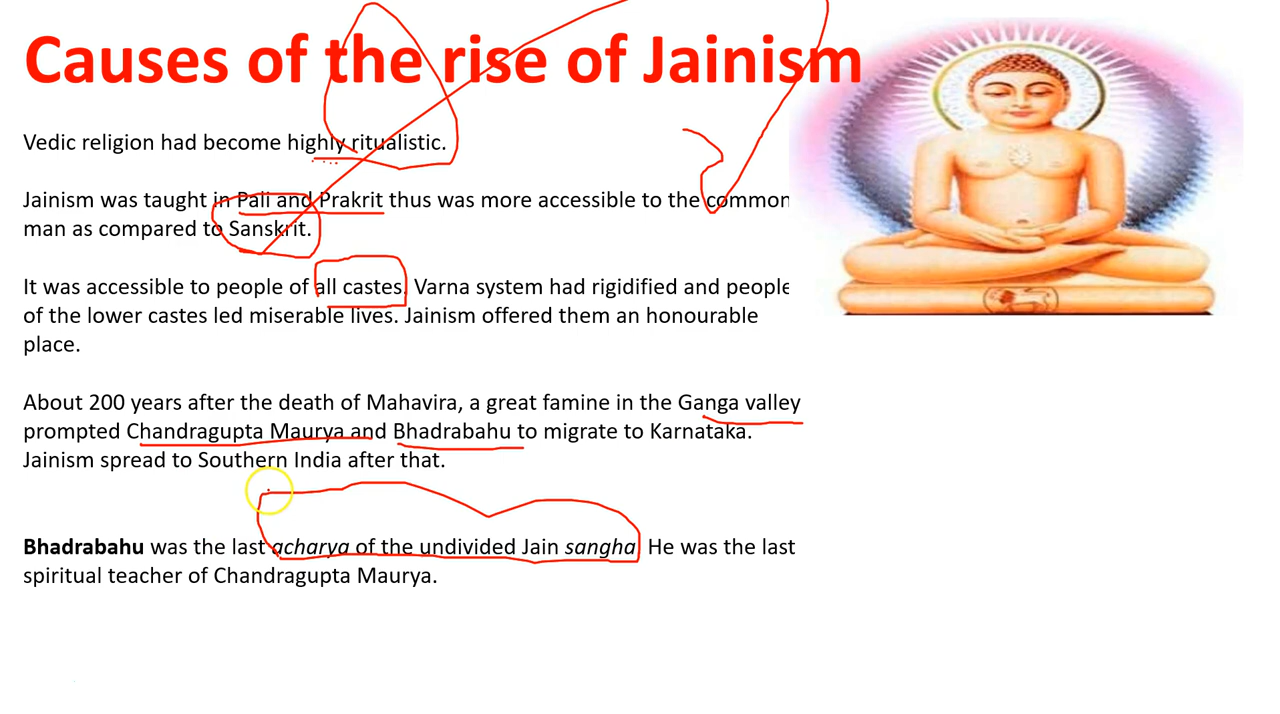 Causes of the rise of Jainism
Vedic religion had become highly ritualistic.
Jainism was taught in Pali and Prakrit thus was more accessible to the common
man as compared to Sanskrit.
It was accessible to people of all castes. Varna system had rigidified and people
of the lower castes led miserable lives. Jainism offered them an honourable
place.
About 200 years after the death of Mahavira, a great famine in the Ganga valley
prompted Chandragupta Maurya and Bhadrabahu to migrate to Karnataka.
Jainism spread to Southern India after that.
Bhadrabahu was the last acharya of the undivided Jain sangha. He was the last
spiritual teacher of Chandragupta Maurya.